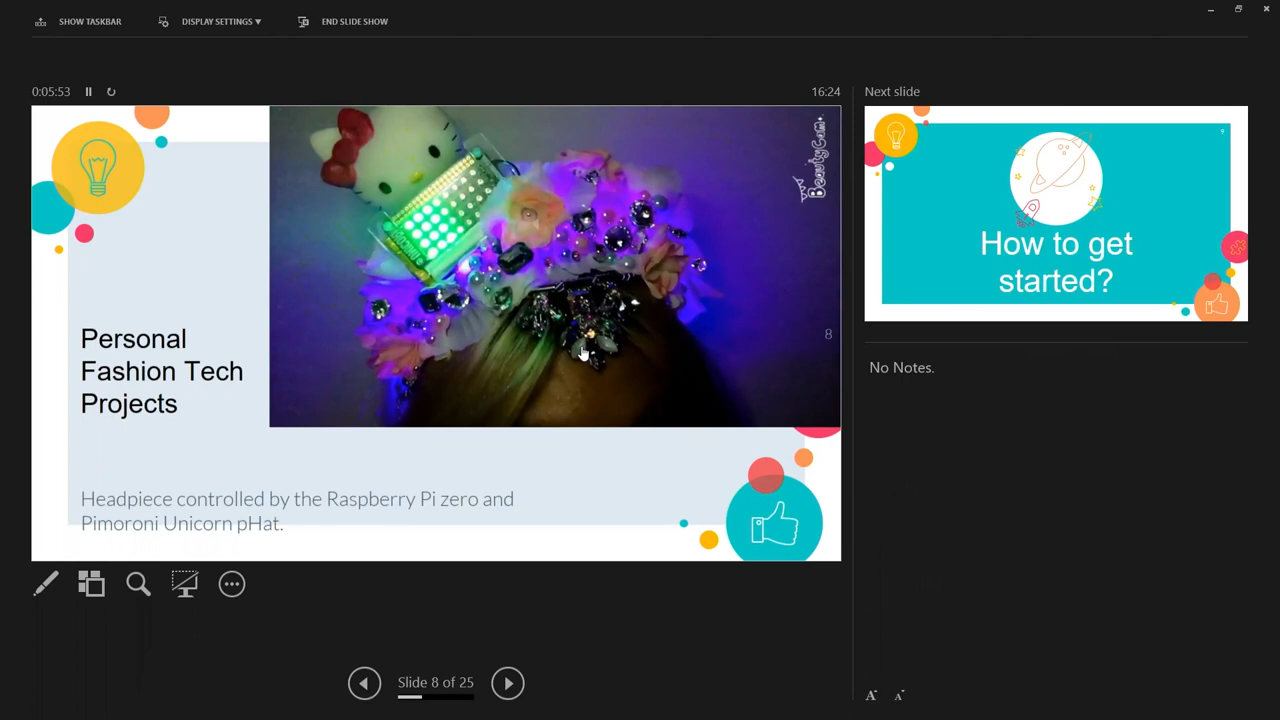 SHOW TASKBAR
DISPLAY SETTINGS ▼
END SLIDE SHOW
0:05:53
16:24
Next slide
BeautyCam
8
Personal
Fashion Tech
Projects
Headpiece controlled by the Raspberry Pi zero and
Pimoroni Unicorn pHat.
9
How to get
started?
No Notes.
Slide 8 of 25
A
A